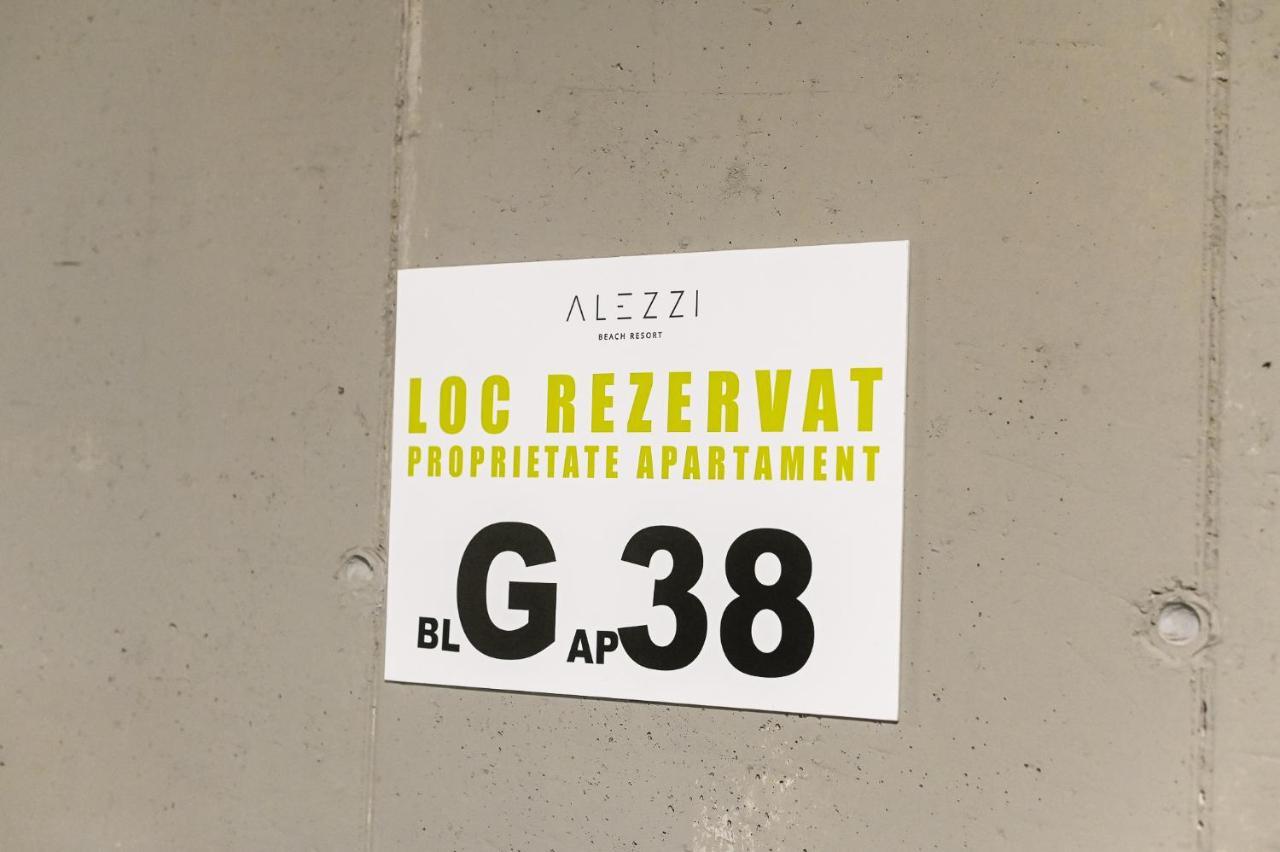 ALEZZI
BEACH RESORT
LOC REZERVAT
PROPRIETATE APARTAMENT
BL G AP 38